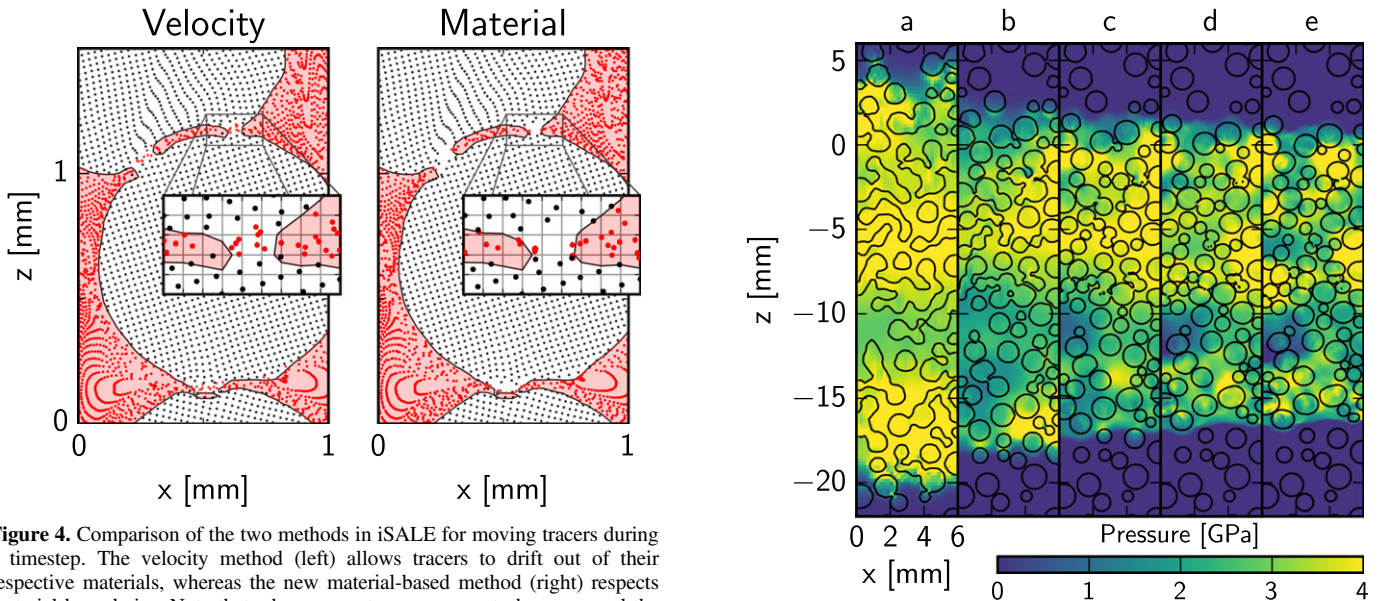 Velocity
Material
z [mm]
1
0
0
1
0
1
x [mm]
x [mm]
Figure 4. Comparison of the two methods in iSALE for moving tracers during
timestep. The velocity method (left) allows tracers to drift out of their
respective materials, whereas the new material-based method (right) respects
a
b
c
d
e
z [mm]
5
0
−5
−10
−15
−20
0 2 4 6
x [mm]
Pressure [GPa]
0
1
2
3
4